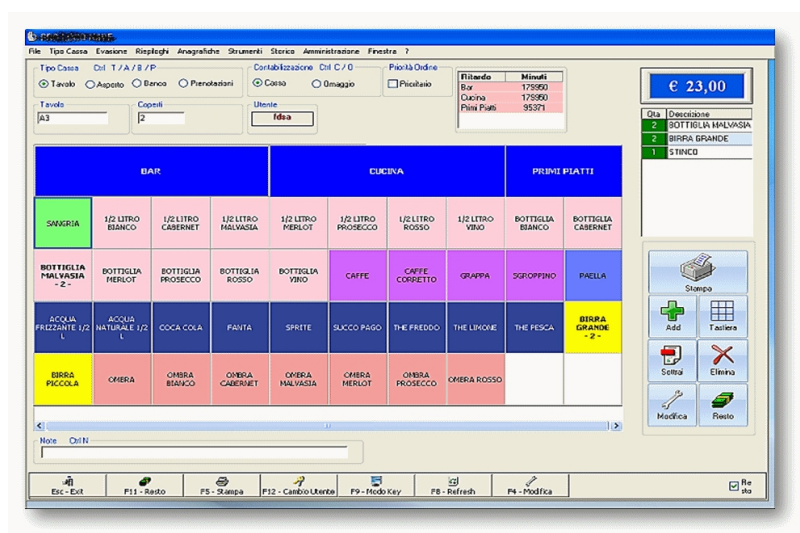 File Tipo Cassa Evasione Riepiloghi Anagrafiche Strumenti Storico Amministrazione Finestra ?
Tipo Cassa Ctrl T / A / B / P
Contabilizzazione Ctrl C / O
Priorità Ordine
Tavolo Asporto Banco Prenotazioni
Cassa Omaggio
Prioritario
Ritardo Minuti
Bar 179950
Cucina 179950
Primi Piatti 95371
€ 23,00
Tavolo Coperti Utente
A3 2 fdsa
Qta Descrizione
2 BOTTIGLIA MALVASIA
2 BIRRA GRANDE
1 STINCO
BAR CUCINA PRIMI PIATTI
SANGRIA
1/2 LITRO BIANCO
1/2 LITRO CABERNET
1/2 LITRO MALVASIA
1/2 LITRO MERLOT
1/2 LITRO PROSECCO
1/2 LITRO ROSSO
1/2 LITRO VINO
BOTTIGLIA BIANCO
BOTTIGLIA CABERNET
BOTTIGLIA MALVASIA - 2 -
BOTTIGLIA MERLOT
BOTTIGLIA PROSECCO
BOTTIGLIA ROSSO
BOTTIGLIA VINO
CAFFE
CAFFE CORRETTO
GRAPPA
SGROPPINO
PAELLA
ACQUA FRIZZANTE 1/2 L
ACQUA NATURALE 1/2 L
COCA COLA
FANTA
SPRITE
SUCCO PAGO
THE FREDDO
THE LIMONE
THE PESCA
BIRRA GRANDE - 2 -
BIRRA PICCOLA
OMBRA
OMBRA BIANCO
OMBRA CABERNET
OMBRA MALVASIA
OMBRA MERLOT
OMBRA PROSECCO
OMBRA ROSSO
Stampa
Add Tastiera
Sottrai Elimina
Modifica Resto
Note Ctrl N
Esc - Exit
F11 - Resto
F5 - Stampa
F12 - Cambio Utente
F9 - Modo Key
F8 - Refresh
F4 - Modifica
Re
sto